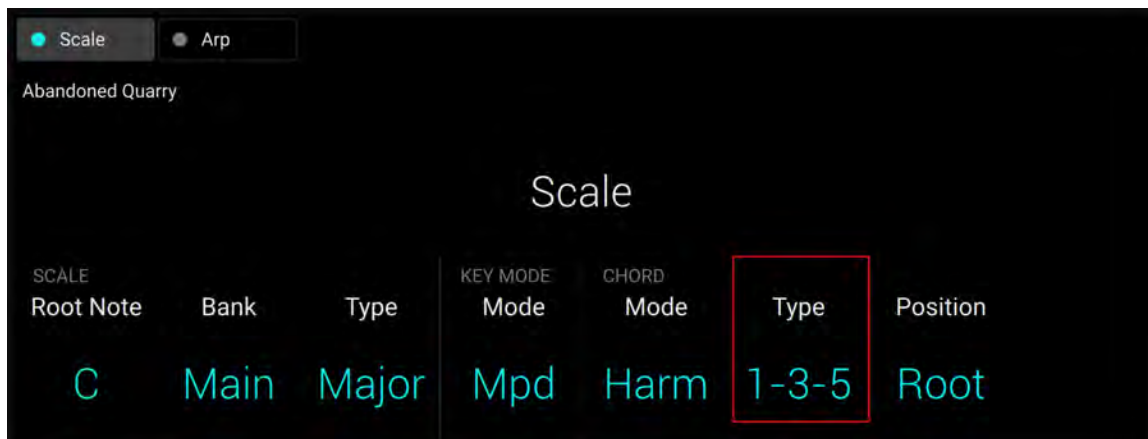 Scale Arp
Abandoned Quarry
Scale
SCALE KEY MODE CHORD
Root Note Bank Type Mode Mode Type Position
C Main Major Mpd Harm 1-3-5 Root